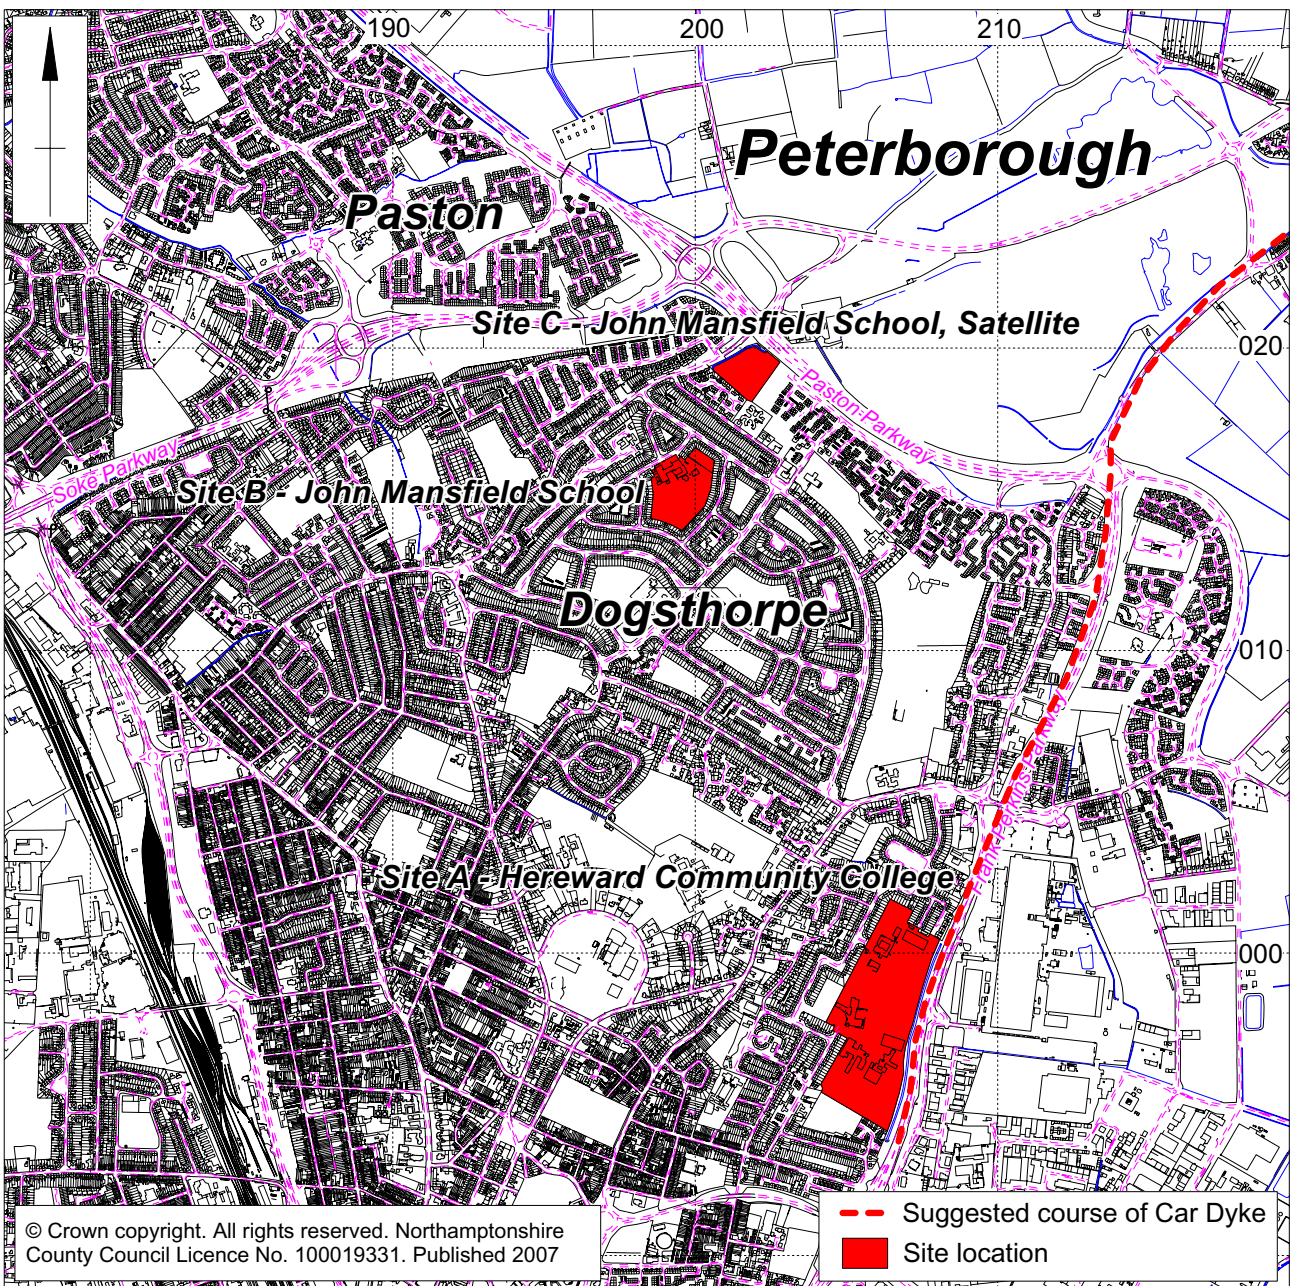 190
200
210
Peterborough
Paston
Site C - John Mansfield School, Satellite
020
Paston Parkway
Soke Parkway
Site B - John Mansfield School
Dogsthorpe
010
Frank Perkins Parkway
Site A - Hereward Community College
000
© Crown copyright. All rights reserved. Northamptonshire
County Council Licence No. 100019331. Published 2007
Suggested course of Car Dyke
Site location